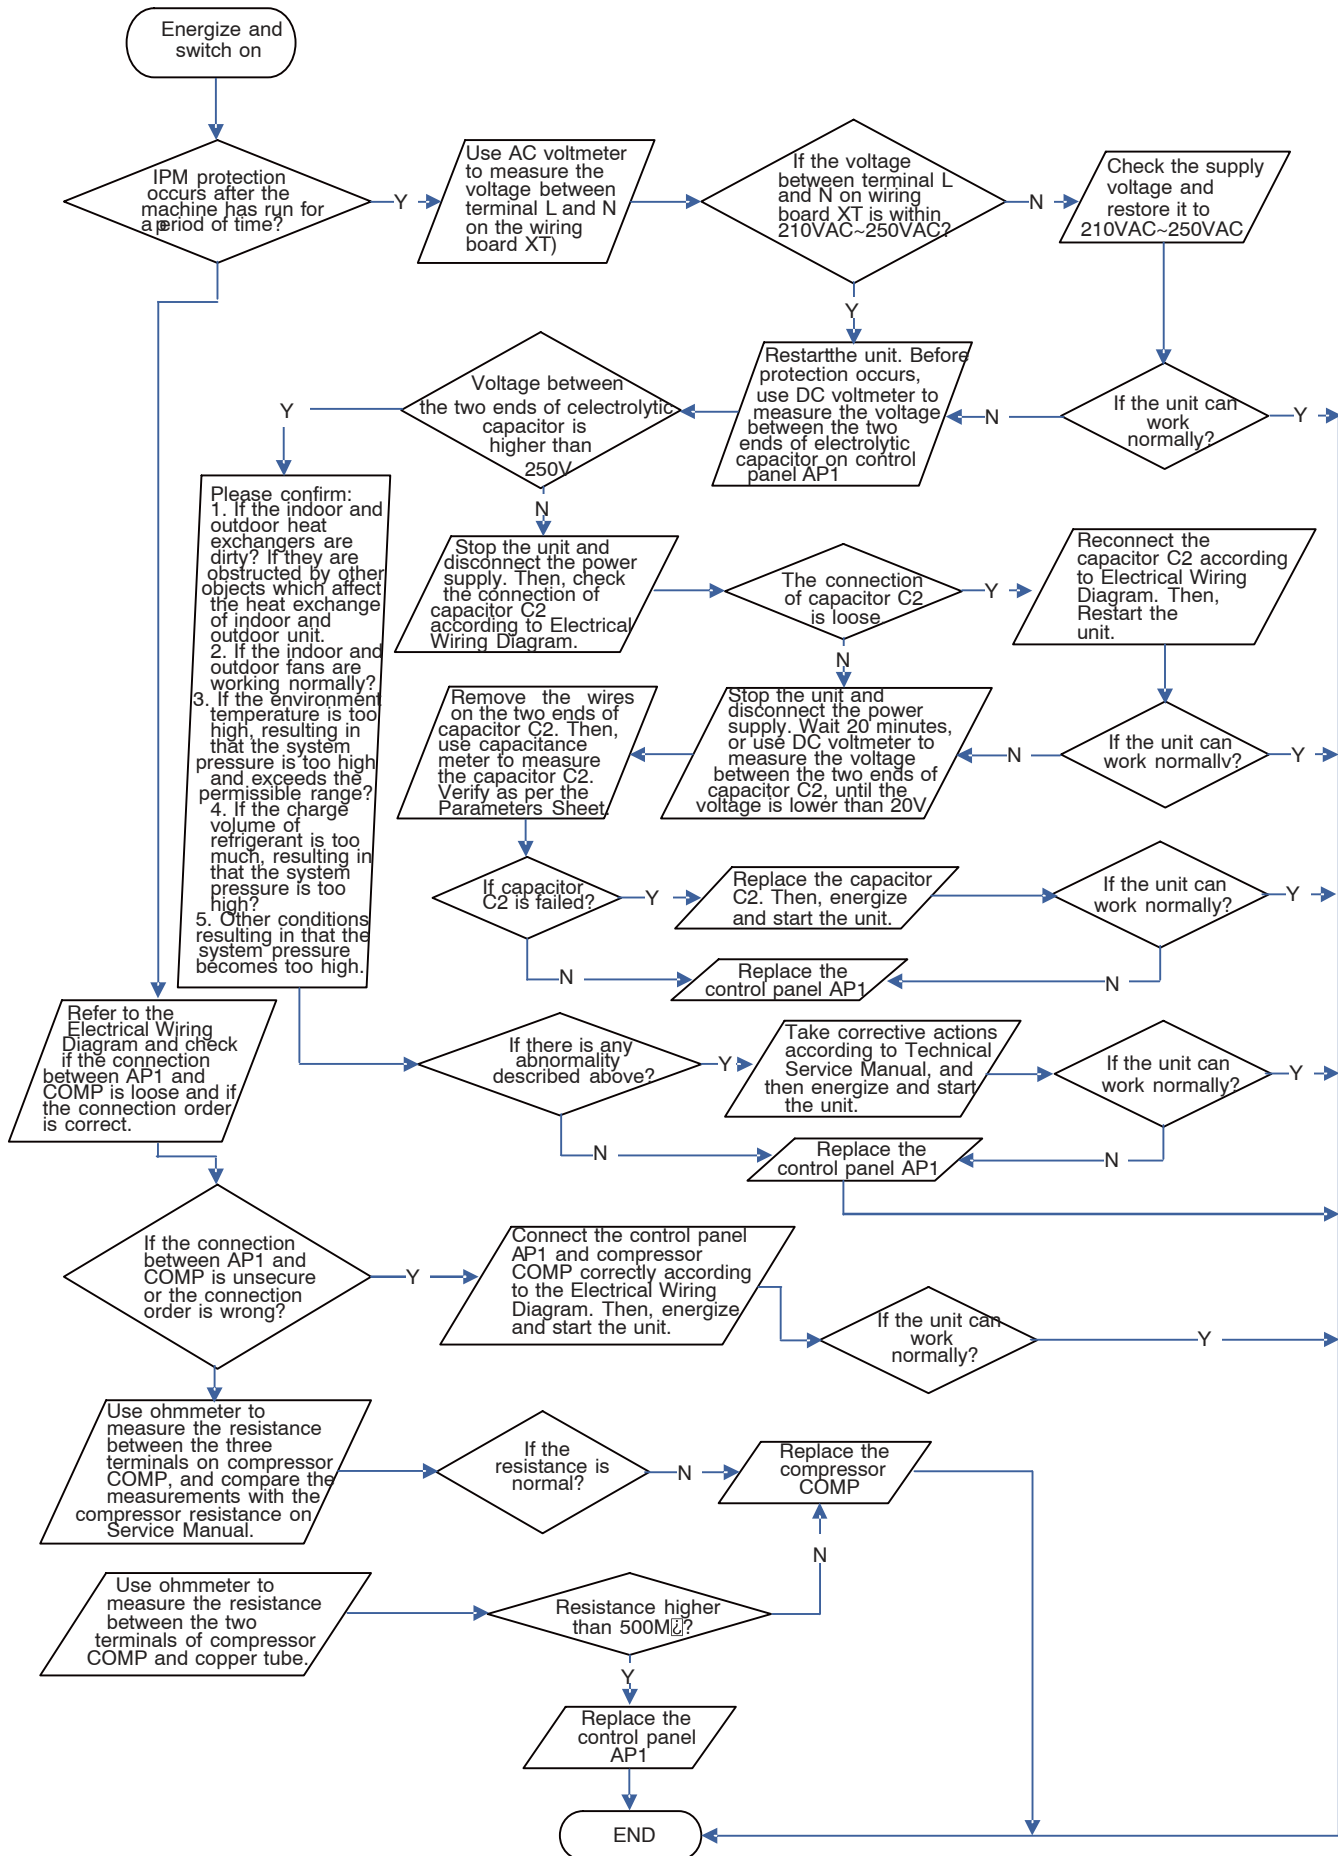 Energize and
switch on
IPM protection
occurs after the
machine has run for
a period of time?
Y
Use AC voltmeter
to measure the
voltage between
terminal L and N
on the wiring
board XT)
If the voltage
between terminal L
and N on wiring
board XT is within
210VAC~250VAC?
N
Check the supply
voltage and
restore it to
210VAC~250VAC
Y
Restartthe unit. Before
protection occurs,
use DC voltmeter to
measure the voltage
between the two
ends of electrolytic
capacitor on control
panel AP1
N
If the unit can
work
normally?
Y
Voltage between
the two ends of celectrolytic
capacitor is
higher than
250V
Y
N
Please confirm:
1. If the indoor and
outdoor heat
exchangers are
dirty? If they are
obstructed by other
objects which affect
the heat exchange
of indoor and
outdoor unit.
2. If the indoor and
outdoor fans are
working normally?
3. If the environment
temperature is too
high, resulting in
that the system
pressure is too high
and exceeds the
permissible range?
4. If the charge
volume of
refrigerant is too
much, resulting in
that the system
pressure is too
high?
5. Other conditions
resulting in that the
system pressure
becomes too high.
Stop the unit and
disconnect the power
supply. Then, check
the connection of
capacitor C2
according to Electrical
Wiring Diagram.
The connection
of capacitor C2
is loose
Y
Reconnect the
capacitor C2 according
to Electrical Wiring
Diagram. Then,
Restart the
unit.
N
Remove the wires
on the two ends of
capacitor C2. Then,
use capacitance
meter to measure
the capacitor C2.
Verify as per the
Parameters Sheet.
Stop the unit and
disconnect the power
supply. Wait 20 minutes,
or use DC voltmeter to
measure the voltage
between the two ends of
capacitor C2, until the
voltage is lower than 20V
N
If the unit can
work normallv?
Y
If capacitor
C2 is failed?
Y
Replace the capacitor
C2. Then, energize
and start the unit.
If the unit can
work normally?
Y
N
Replace the
control panel AP1
N
Refer to the
Electrical Wiring
Diagram and check
if the connection
between AP1 and
COMP is loose and if
the connection order
is correct.
If there is any
abnormality
described above?
Y
Take corrective actions
according to Technical
Service Manual, and
then energize and start
the unit.
If the unit can
work normally?
Y
N
Replace the
control panel AP1
N
If the connection
between AP1 and
COMP is unsecure
or the connection
order is wrong?
Y
Connect the control panel
AP1 and compressor
COMP correctly according
to the Electrical Wiring
Diagram. Then, energize
and start the unit.
If the unit can
work
normally?
Y
Use ohmmeter to
measure the resistance
between the three
terminals on compressor
COMP, and compare the
measurements with the
compressor resistance on
Service Manual.
If the
resistance is
normal?
N
Replace the
compressor
COMP
N
Use ohmmeter to
measure the resistance
between the two
terminals of compressor
COMP and copper tube.
Resistance higher
than 500M¿?
Y
Replace the
control panel
AP1
END